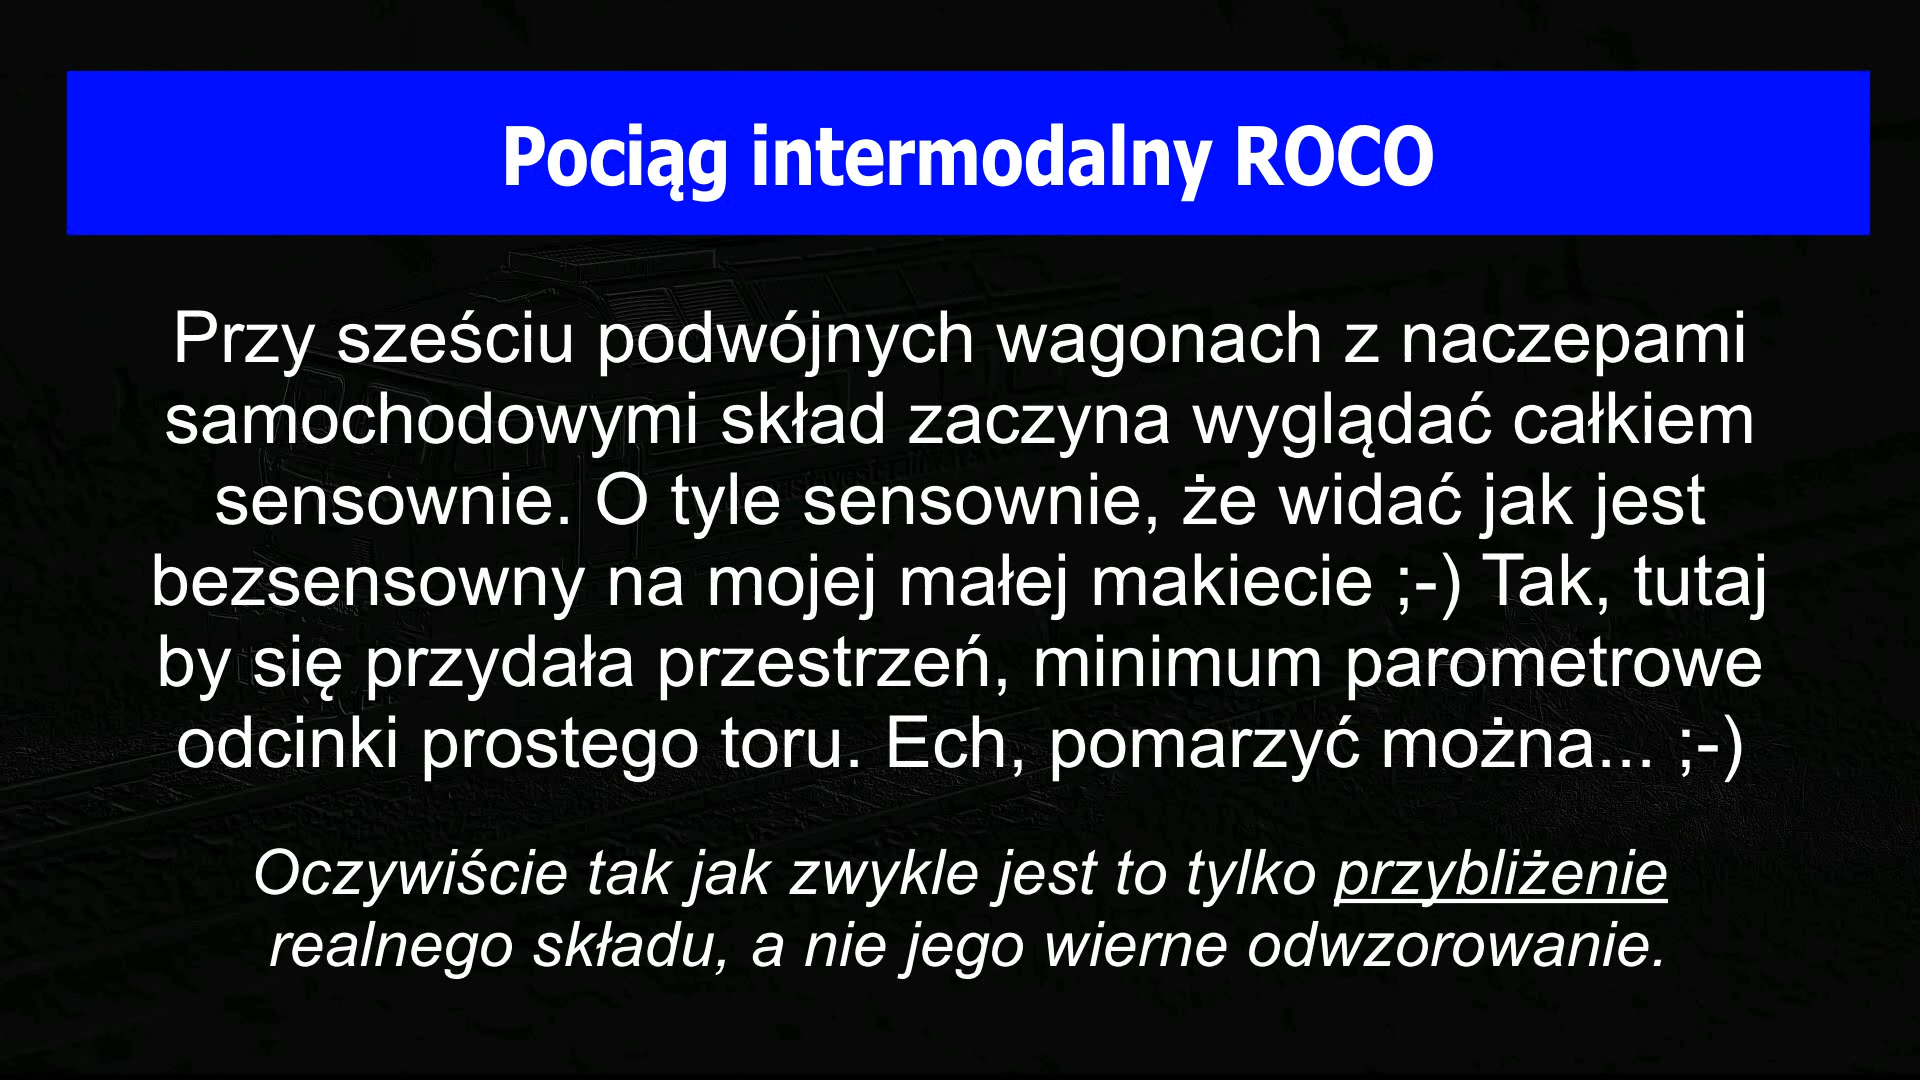 Pociąg intermodalny ROCO
Przy sześciu podwójnych wagonach z naczepami
samochodowymi skład zaczyna wyglądać całkiem
sensownie. O tyle sensownie, że widać jak jest
bezsensowny na mojej małej makiecie ;-) Tak, tutaj
by się przydała przestrzeń, minimum parometrowe
odcinki prostego toru. Ech, pomarzyć można... ;-)
Oczywiście tak jak zwykle jest to tylko przybliżenie
realnego składu, a nie jego wierne odwzorowanie.